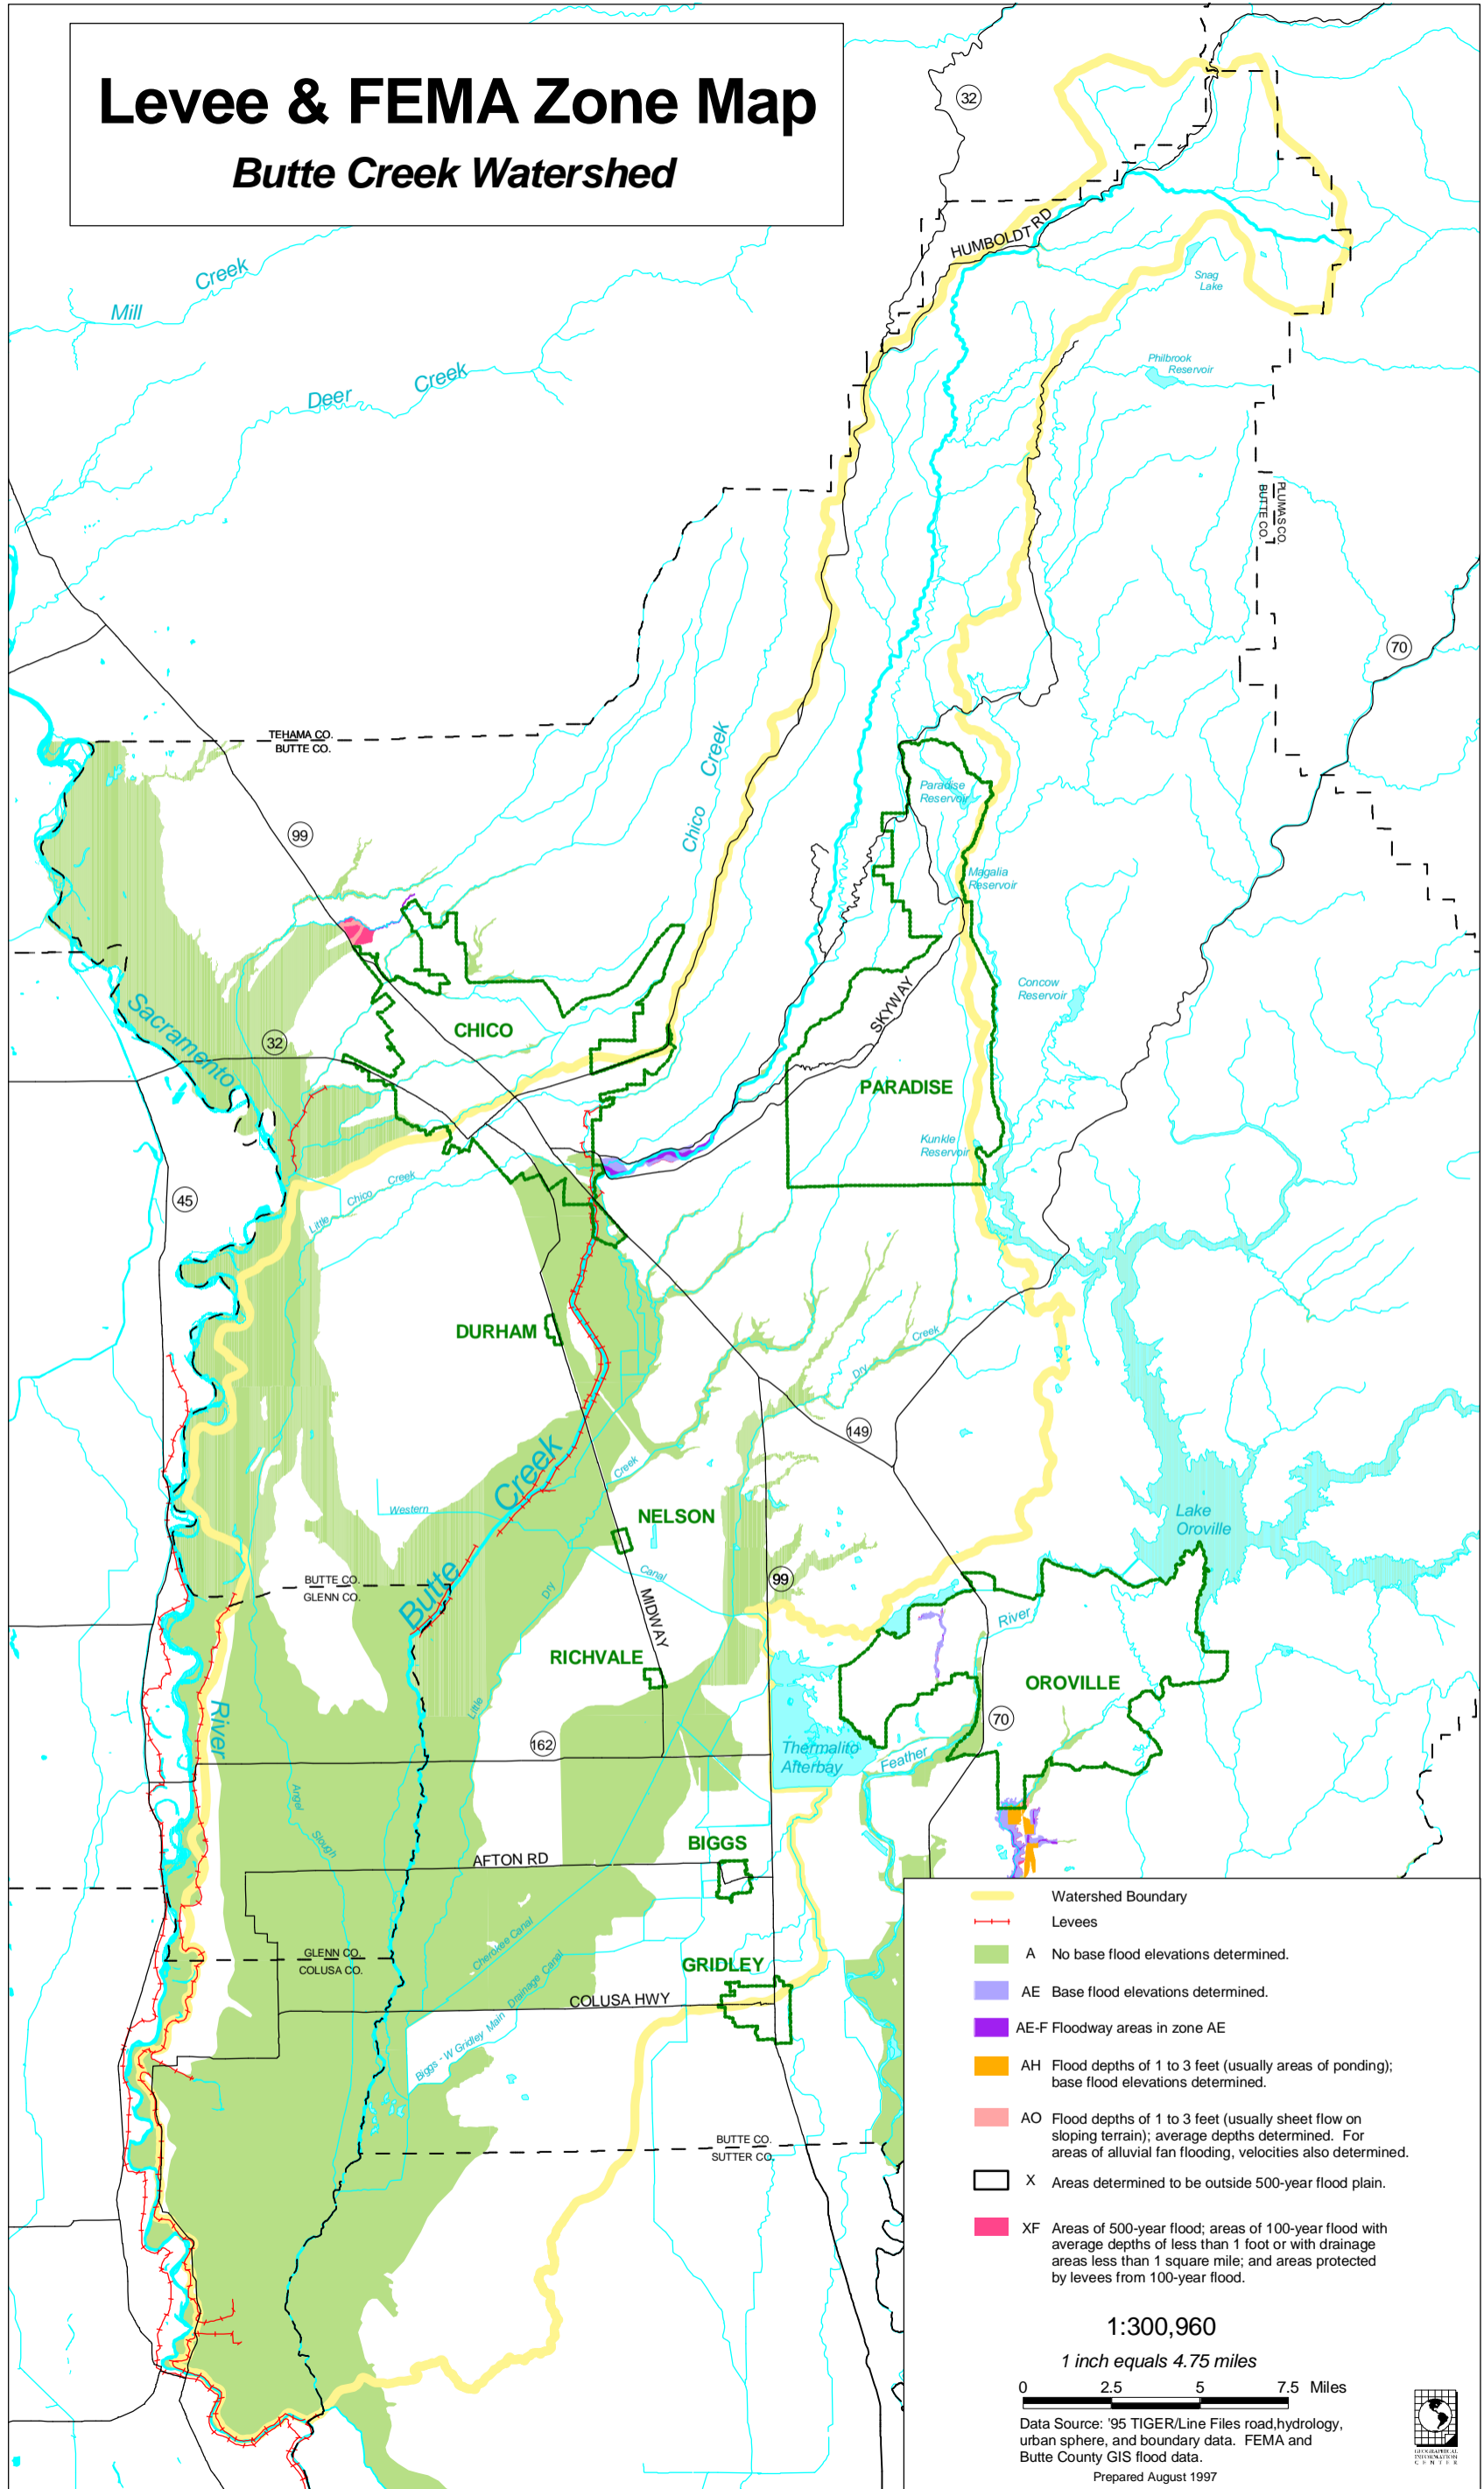 Levee & FEMA Zone Map
Butte Creek Watershed
32
HUMBOLDT RD
Mill Creek
Deer Creek
Snag
Lake
Philbrook
Reservoir
PLUMAS CO.
BUTTE CO.
70
TEHAMA CO.
BUTTE CO.
99
Chico Creek
Paradise
Reservoir
Magalia
Reservoir
Concow
Reservoir
SKYWAY
CHICO
PARADISE
Sacramento
32
Kunkle
Reservoir
45
Little Chico Creek
DURHAM
Dry Creek
149
Creek
Butte Creek
Western
NELSON
Canal
Lake
Oroville
99
BUTTE CO.
GLENN CO.
Dry
MIDWAY
River
RICHVALE
OROVILLE
Little
River
70
162
Thermalito
Afterbay
Feather
Angel
Slough
BIGGS
AFTON RD
Cherokee Canal
GLENN CO.
COLUSA CO.
GRIDLEY
COLUSA HWY
Biggs - W Gridley Main Drainage Canal
BUTTE CO.
SUTTER CO.
Watershed Boundary
Levees
A No base flood elevations determined.
AE Base flood elevations determined.
AE-F Floodway areas in zone AE
AH Flood depths of 1 to 3 feet (usually areas of ponding);
base flood elevations determined.
AO Flood depths of 1 to 3 feet (usually sheet flow on
sloping terrain); average depths determined. For
areas of alluvial fan flooding, velocities also determined.
X Areas determined to be outside 500-year flood plain.
XF Areas of 500-year flood; areas of 100-year flood with
average depths of less than 1 foot or with drainage
areas less than 1 square mile; and areas protected
by levees from 100-year flood.
1:300,960
1 inch equals 4.75 miles
0 2.5 5 7.5 Miles
Data Source: '95 TIGER/Line Files road,hydrology,
urban sphere, and boundary data. FEMA and
Butte County GIS flood data.
Prepared August 1997
GEOGRAPHICAL
INFORMATION
CENTER